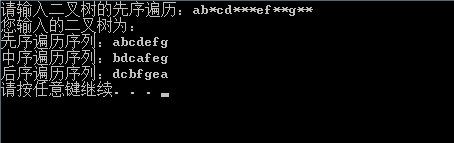 请输入二叉树的先序遍历：ab*cd***ef**g**
您输入的二叉树为：
先序遍历序列：abcdefg
中序遍历序列：bdcafeg
后序遍历序列：dcbfgea
请按任意键继续. . .